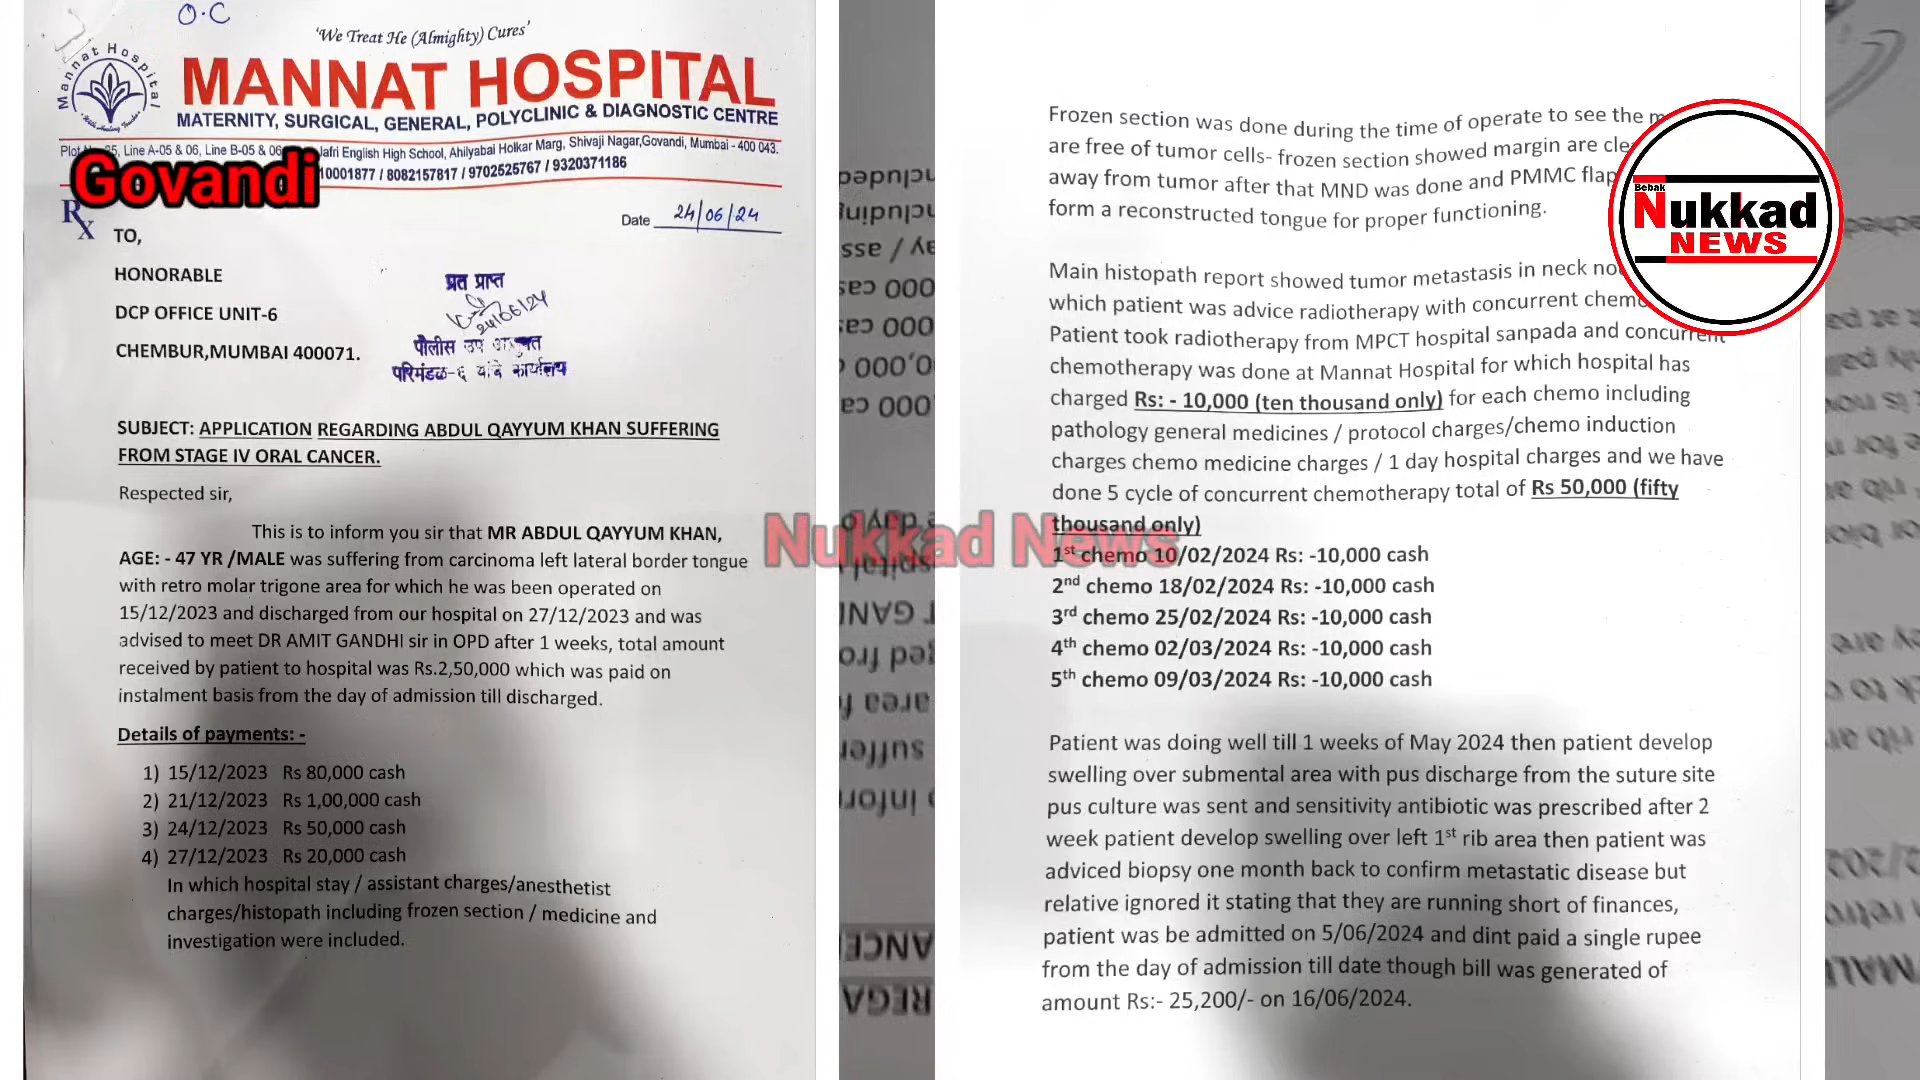 O.C
'We Treat He (Almighty) Cures'
Mannat Hospital
MANNAT HOSPITAL
MATERNITY, SURGICAL, GENERAL, POLYCLINIC & DIAGNOSTIC CENTRE
Line A-05 & 06, Line B-05 & 06 English High School, Ahilyabai Holkar Marg, Shivaji Nagar,Govandi, Mumbai - 400 043.
Govandi
10001877 / 8082157817 / 9702525767 / 9320371186
Rx
Date 24/06/24
TO,
HONORABLE
DCP OFFICE UNIT-6
CHEMBUR,MUMBAI 400071.
प्रत प्राप्त
24/06/24
पोलीस उप
परिमंडळ-६ यांचे कार्यालय
SUBJECT: APPLICATION REGARDING ABDUL QAYYUM KHAN SUFFERING
FROM STAGE IV ORAL CANCER.
Respected sir,
This is to inform you sir that MR ABDUL QAYYUM KHAN,
AGE: - 47 YR /MALE was suffering from carcinoma left lateral border tongue
with retro molar trigone area for which he was been operated on
15/12/2023 and discharged from our hospital on 27/12/2023 and was
advised to meet DR AMIT GANDHI sir in OPD after 1 weeks, total amount
received by patient to hospital was Rs.2,50,000 which was paid on
instalment basis from the day of admission till discharged.
Details of payments: -
1) 15/12/2023 Rs 80,000 cash
2) 21/12/2023 Rs 1,00,000 cash
3) 24/12/2023 Rs 50,000 cash
4) 27/12/2023 Rs 20,000 cash
In which hospital stay / assistant charges/anesthetist
charges/histopath including frozen section / medicine and
investigation were included.
Frozen section was done during the time of operate to see the
are free of tumor cells- frozen section showed margin are
away from tumor after that MND was done and PMMC flap
form a reconstructed tongue for proper functioning.
Main histopath report showed tumor metastasis in neck
which patient was advice radiotherapy with concurrent
Patient took radiotherapy from MPCT hospital sanpada and concurrent
chemotherapy was done at Mannat Hospital for which hospital has
charged Rs: - 10,000 (ten thousand only) for each chemo including
pathology general medicines / protocol charges/chemo induction
charges chemo medicine charges / 1 day hospital charges and we have
done 5 cycle of concurrent chemotherapy total of Rs 50,000 (fifty
thousand only)
1st chemo 10/02/2024 Rs: -10,000 cash
2nd chemo 18/02/2024 Rs: -10,000 cash
3rd chemo 25/02/2024 Rs: -10,000 cash
4th chemo 02/03/2024 Rs: -10,000 cash
5th chemo 09/03/2024 Rs: -10,000 cash
Patient was doing well till 1 weeks of May 2024 then patient develop
swelling over submental area with pus discharge from the suture site
pus culture was sent and sensitivity antibiotic was prescribed after 2
week patient develop swelling over left 1st rib area then patient was
adviced biopsy one month back to confirm metastatic disease but
relative ignored it stating that they are running short of finances,
patient was be admitted on 5/06/2024 and dint paid a single rupee
from the day of admission till date though bill was generated of
amount Rs:- 25,200/- on 16/06/2024.
Bebak
Nukkad
NEWS
Nukkad News